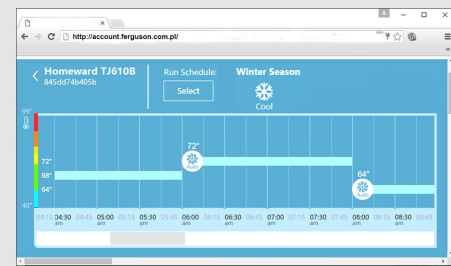 http://account.ferguson.com.pl/
Homeward TJ610B
845dd74b405b
Run Schedule:
Select
Winter Season
Cool
99°
72°
68°
64°
40°
72°
Auto
64°
Auto
04:15 04:30 am 04:45 05:00 am 05:15 05:30 am 05:45 06:00 am 06:15 06:30 am 06:45 07:00 am 07:15 07:30 am 07:45 08:00 am 08:15 08:30 am 08:45